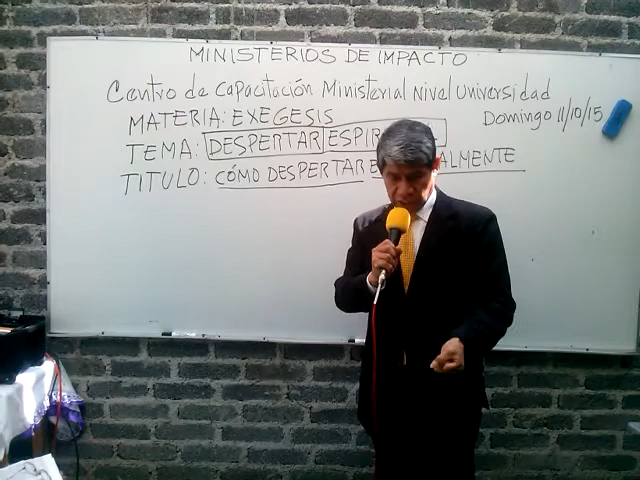 MINISTERIOS DE IMPACTO
Centro de Capacitación Ministerial Nivel Universidad
MATERIA: EXEGESIS Domingo 11/10/15
TEMA: DESPERTAR
TITULO: CÓMO DESPERTAR